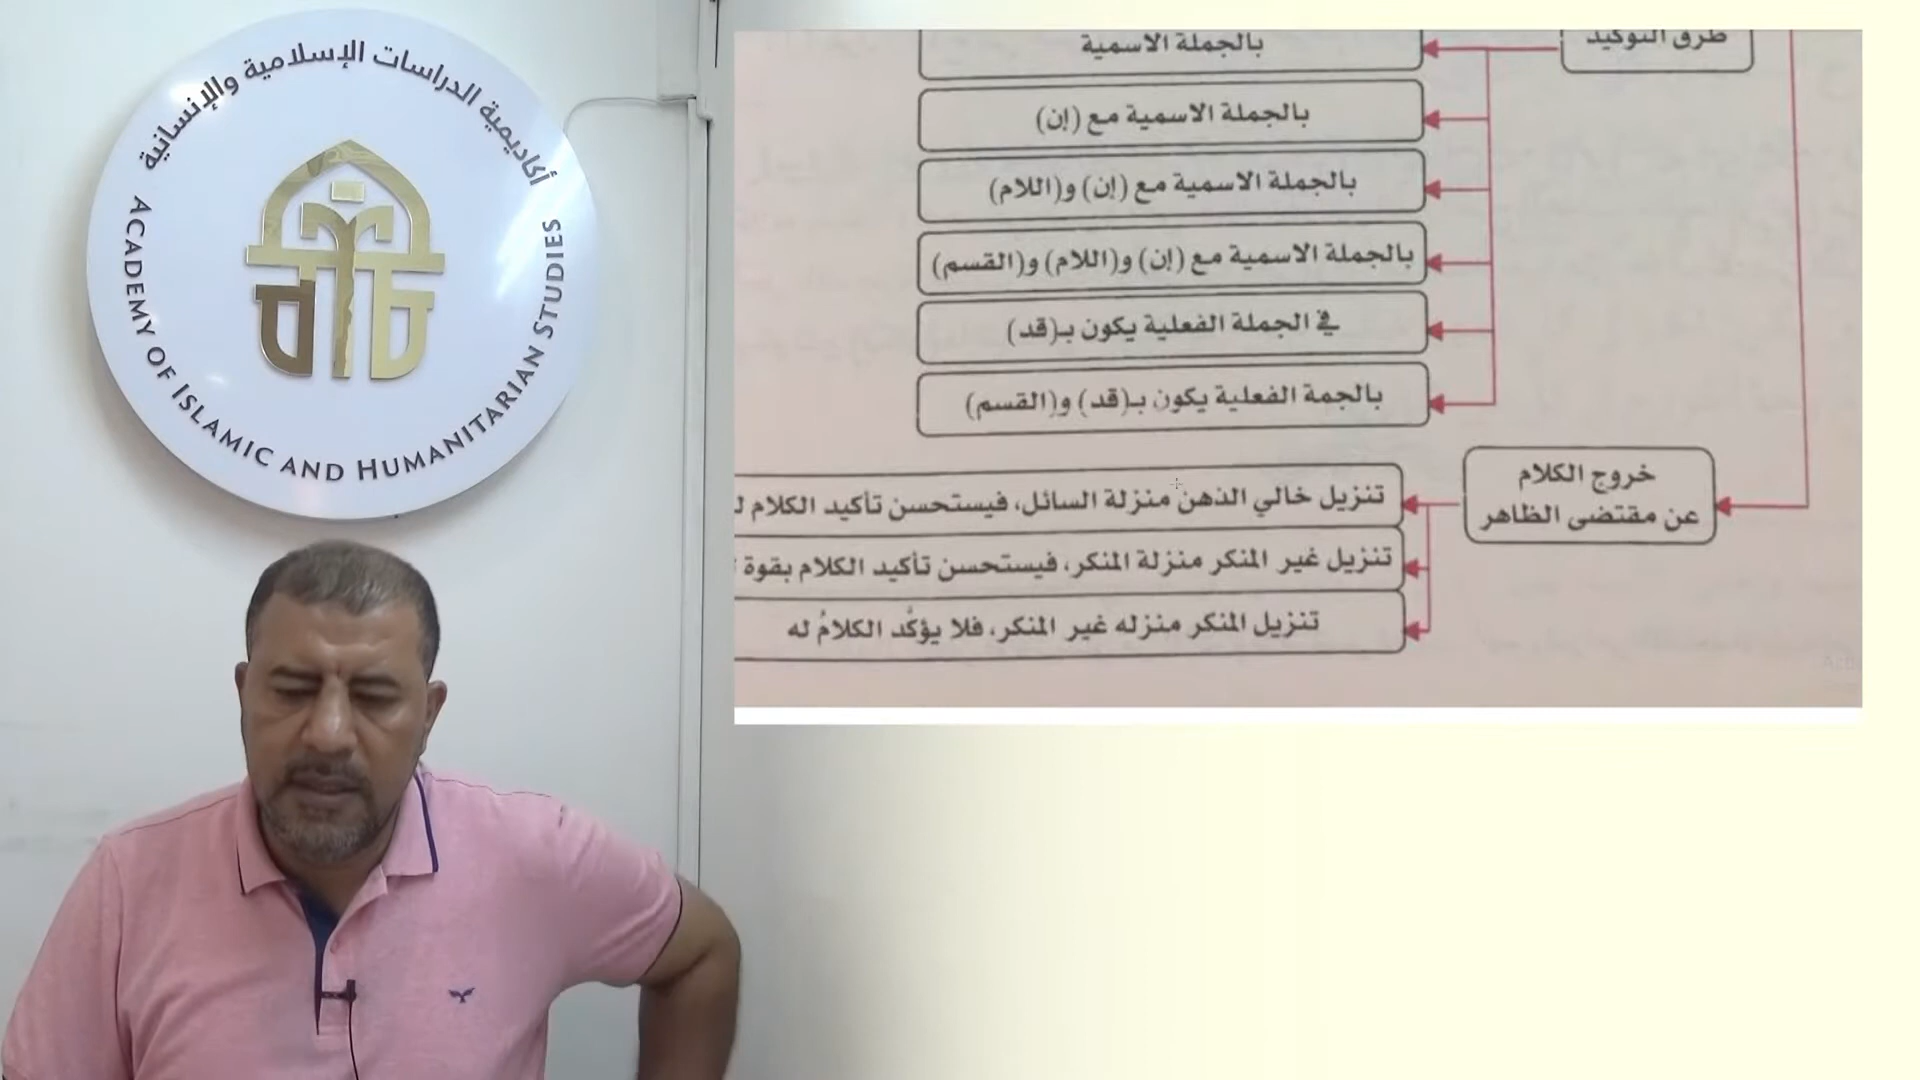 أكاديمية الدراسات الإسلامية والإنسانية
ACADEMY OF ISLAMIC AND HUMANITARIAN STUDIES
طرق التوكيد
بالجملة الاسمية
بالجملة الاسمية مع (إن)
بالجملة الاسمية مع (إن) و(اللام)
بالجملة الاسمية مع (إن) و(اللام) و(القسم)
في الجملة الفعلية يكون بـ(قد)
بالجمة الفعلية يكون بـ(قد) و(القسم)
خروج الكلام
عن مقتضى الظاهر
تنزيل خالي الذهن منزلة السائل، فيستحسن تأكيد الكلام
تنزيل غير المنكر منزلة المنكر، فيستحسن تأكيد الكلام بقوة
تنزيل المنكر منزله غير المنكر، فلا يؤكَّد الكلامُ له